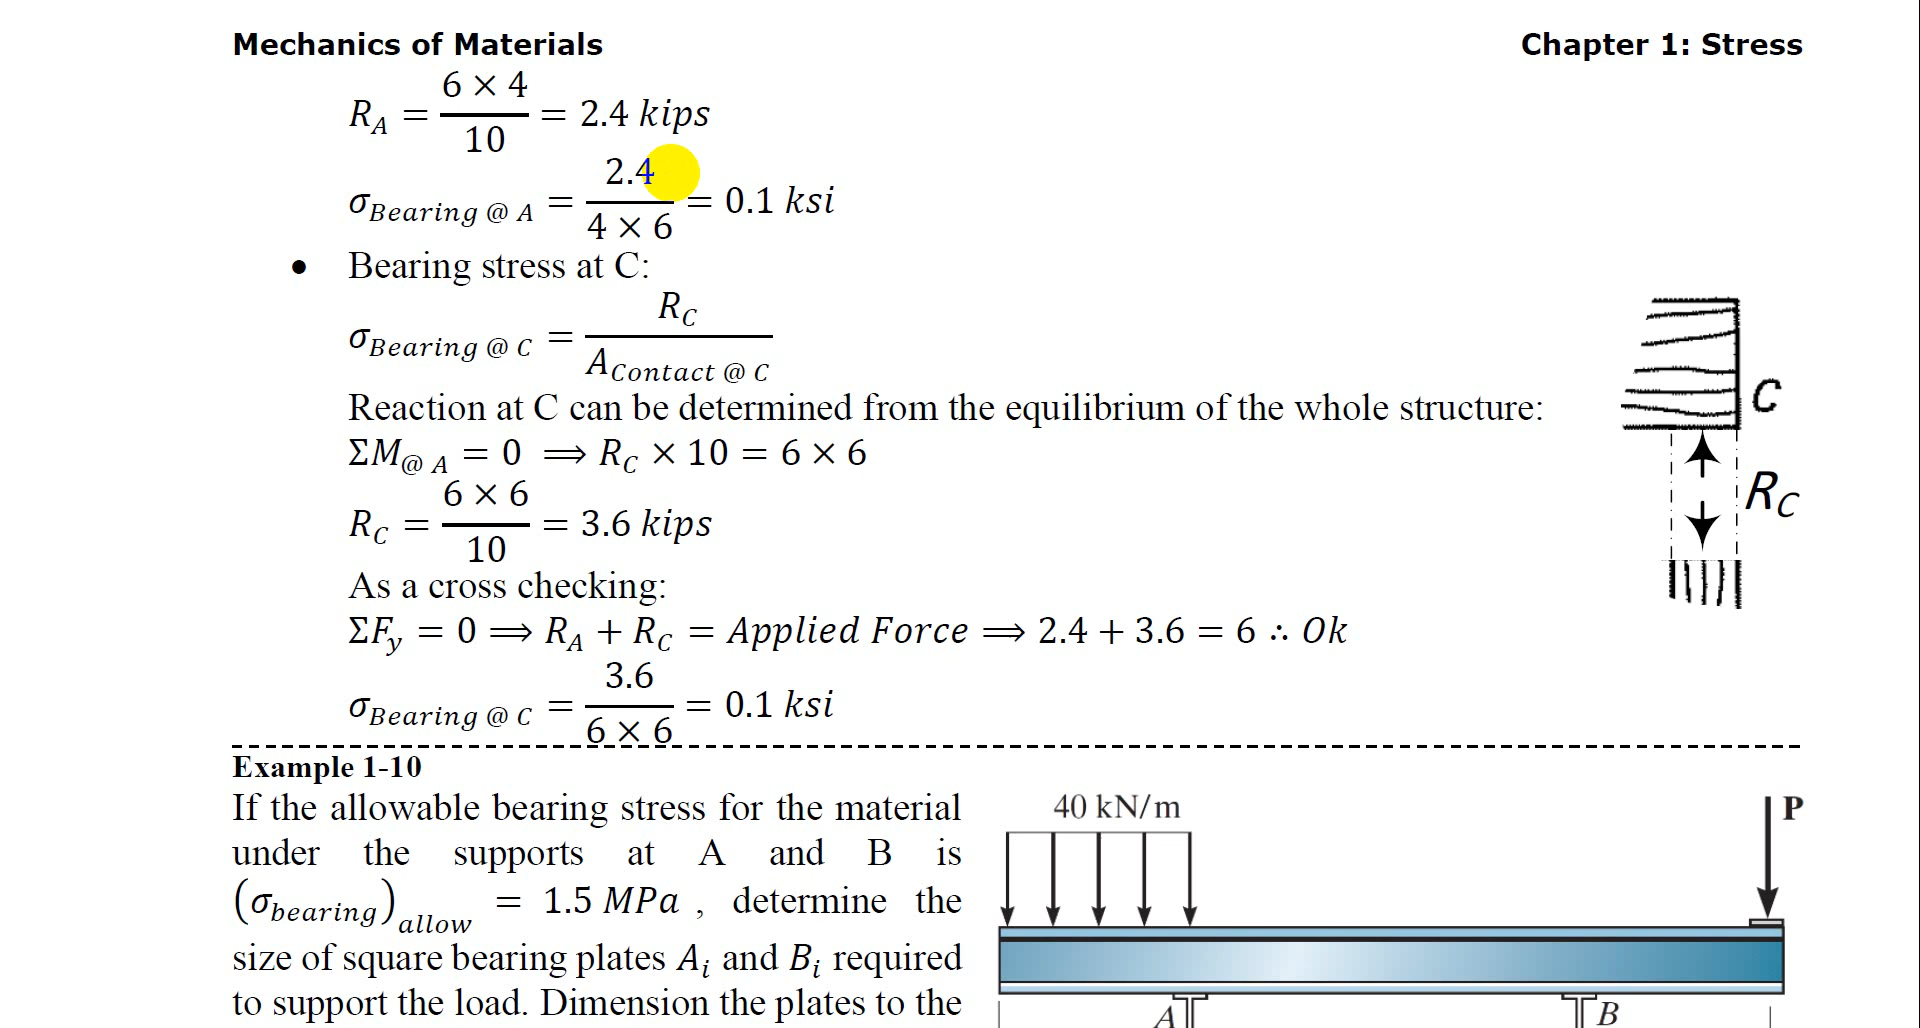 Mechanics of Materials Chapter 1: Stress
R_A = (6 × 4)/10 = 2.4 kips
σ_Bearing @ A = 2.4/(4 × 6) = 0.1 ksi
• Bearing stress at C:
σ_Bearing @ C = R_C/A_Contact @ C
Reaction at C can be determined from the equilibrium of the whole structure:
ΣM_@ A = 0 ⟹ R_C × 10 = 6 × 6
R_C = (6 × 6)/10 = 3.6 kips
As a cross checking:
ΣF_y = 0 ⟹ R_A + R_C = Applied Force ⟹ 2.4 + 3.6 = 6 ∴ Ok
σ_Bearing @ C = 3.6/(6 × 6) = 0.1 ksi
C
R_C
Example 1-10
If the allowable bearing stress for the material
under the supports at A and B is
(σ_bearing)_allow = 1.5 MPa , determine the
size of square bearing plates A_i and B_i required
to support the load. Dimension the plates to the
40 kN/m
P
A
B